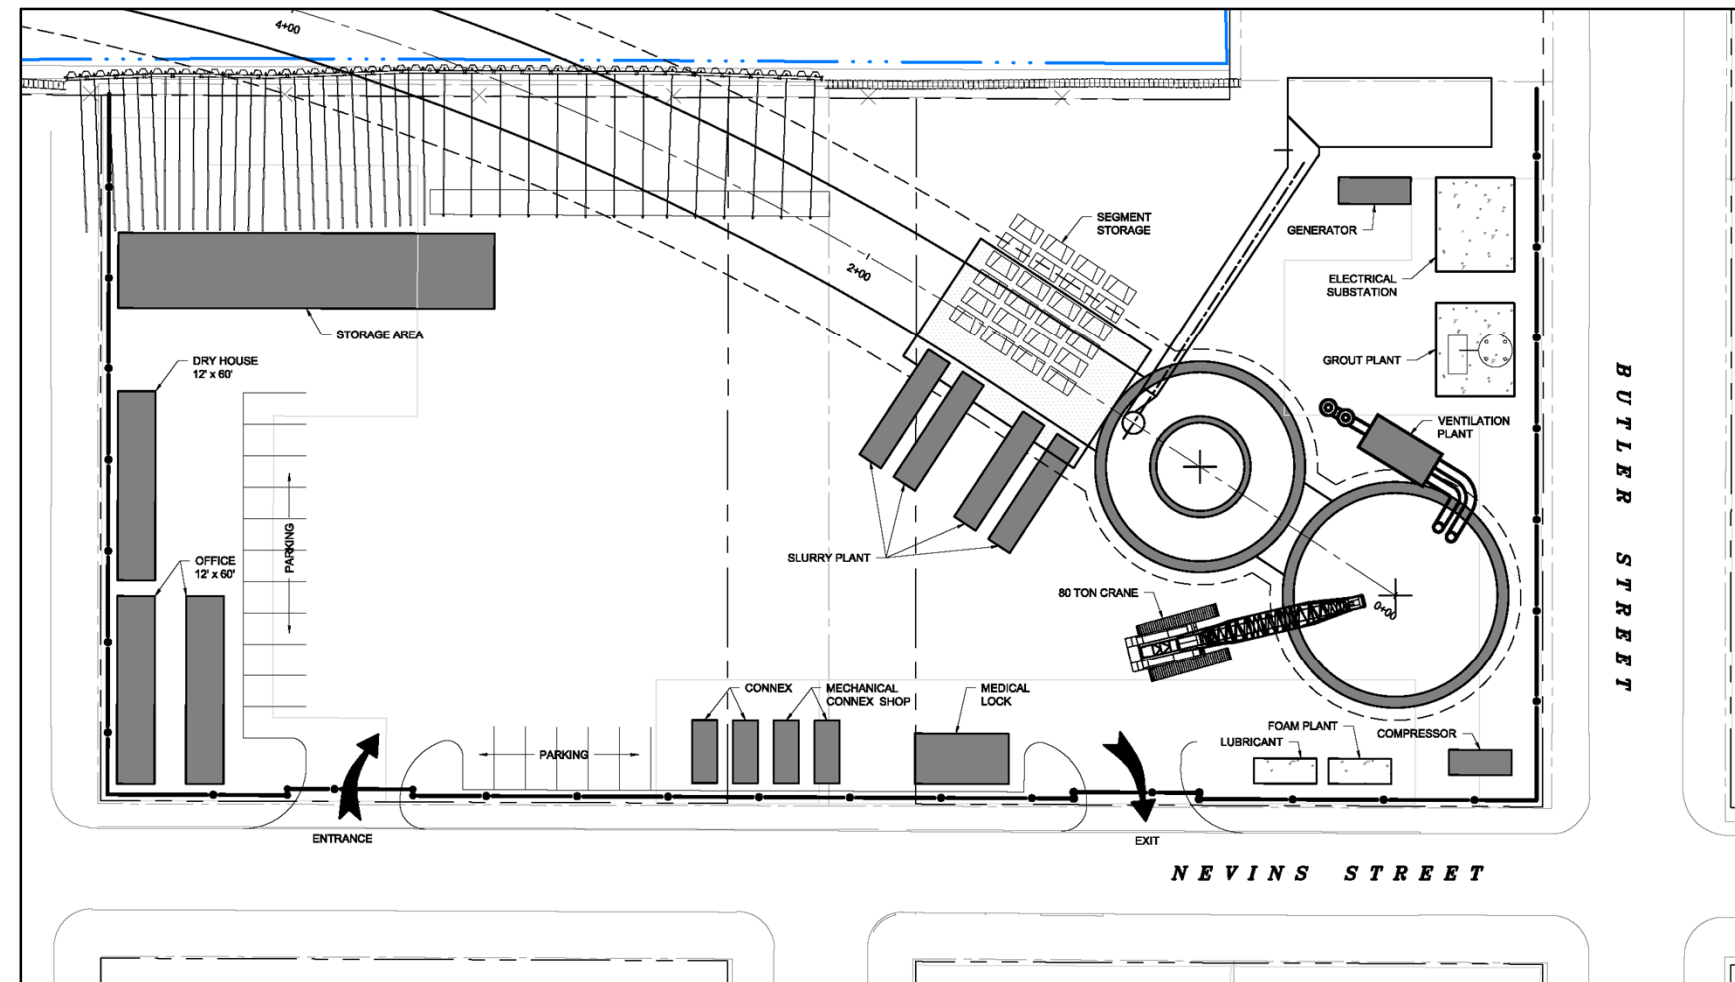 4+00
2+00
SEGMENT
STORAGE
GENERATOR
ELECTRICAL
SUBSTATION
STORAGE AREA
GROUT PLANT
DRY HOUSE
12' x 60'
VENTILATION
PLANT
BUTLER STREET
PARKING
OFFICE
12' x 60'
SLURRY PLANT
80 TON CRANE
0+00
CONNEX
MECHANICAL
CONNEX SHOP
MEDICAL
LOCK
FOAM PLANT
LUBRICANT
COMPRESSOR
PARKING
ENTRANCE
EXIT
NEVINS STREET